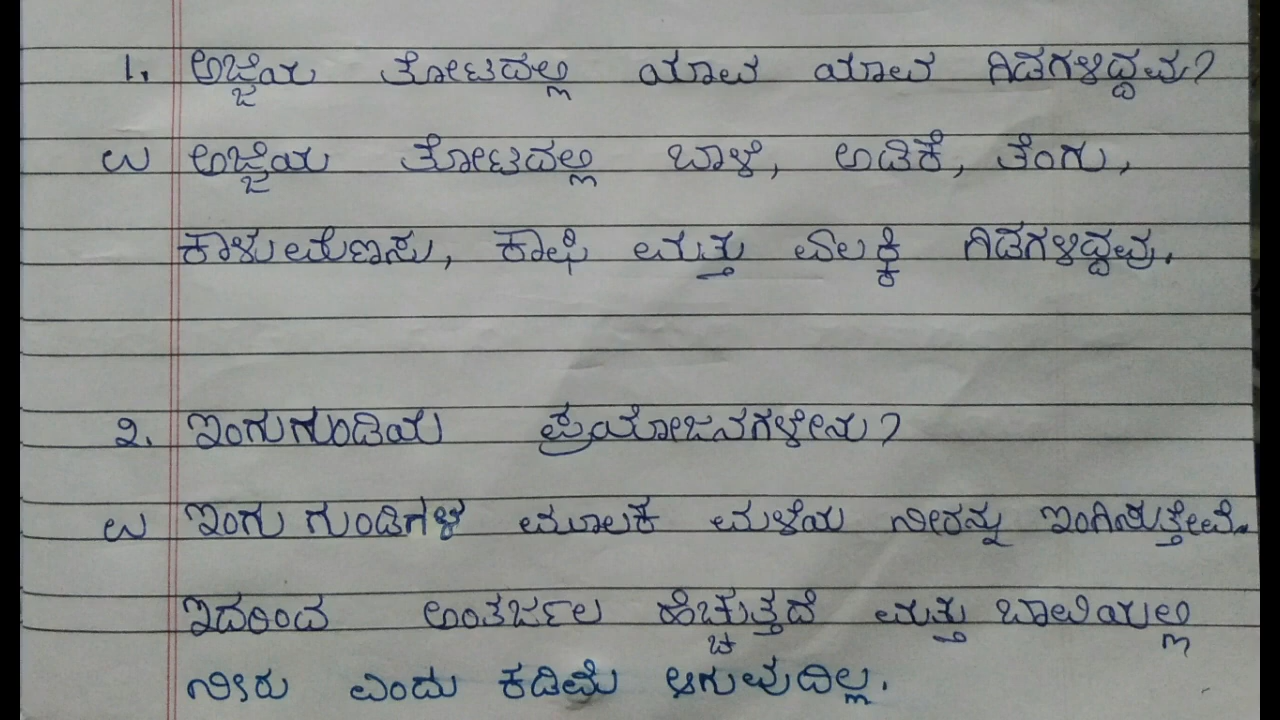 1. ಅಜ್ಜಿಯ ತೋಟದಲ್ಲಿ ಯಾವ ಯಾವ ಗಿಡಗಳಿದ್ದವು?
ಉ ಅಜ್ಜಿಯ ತೋಟದಲ್ಲಿ ಬಾಳೆ, ಅಡಿಕೆ, ತೆಂಗು,
ಕಾಳುಮೆಣಸು, ಕಾಫಿ ಮತ್ತು ಏಲಕ್ಕಿ ಗಿಡಗಳಿದ್ದವು.
೨. ಇಂಗುಗುಂಡಿಯ ಪ್ರಯೋಜನಗಳೇನು?
ಉ ಇಂಗು ಗುಂಡಿಗಳ ಮೂಲಕ ಮಳೆಯ ನೀರನ್ನು ಇಂಗಿಸುತ್ತೇವೆ.
ಇದರಿಂದ ಅಂತರ್ಜಲ ಹೆಚ್ಚುತ್ತದೆ ಮತ್ತು ಬಾವಿಯಲ್ಲಿ
ನೀರು ಎಂದು ಕಡಿಮೆ ಆಗುವುದಿಲ್ಲ.